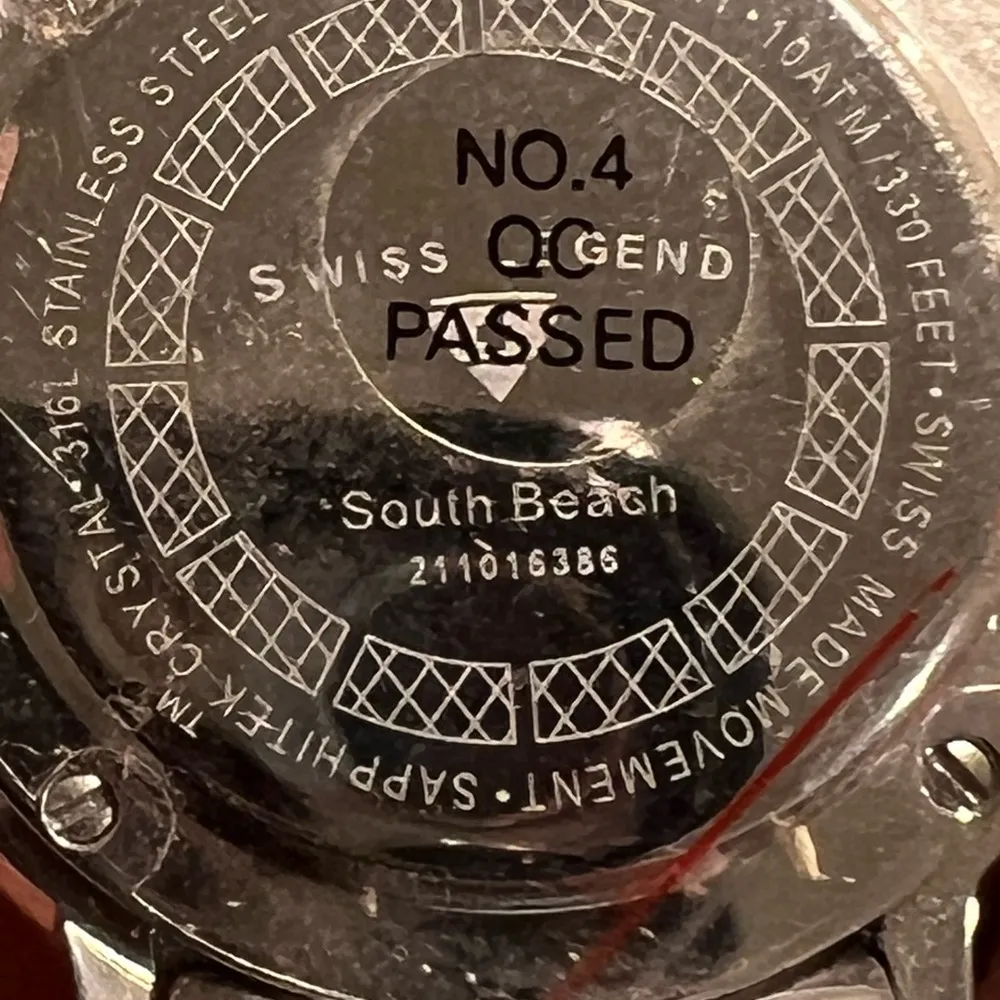 NO.4
QC
PASSED
SWISS LEGEND
South Beach
211016386
10ATM/330 FEET·SWISS MADE MOVEMENT·SAPPHITEK™ CRYSTAL·316L STAINLESS STEEL